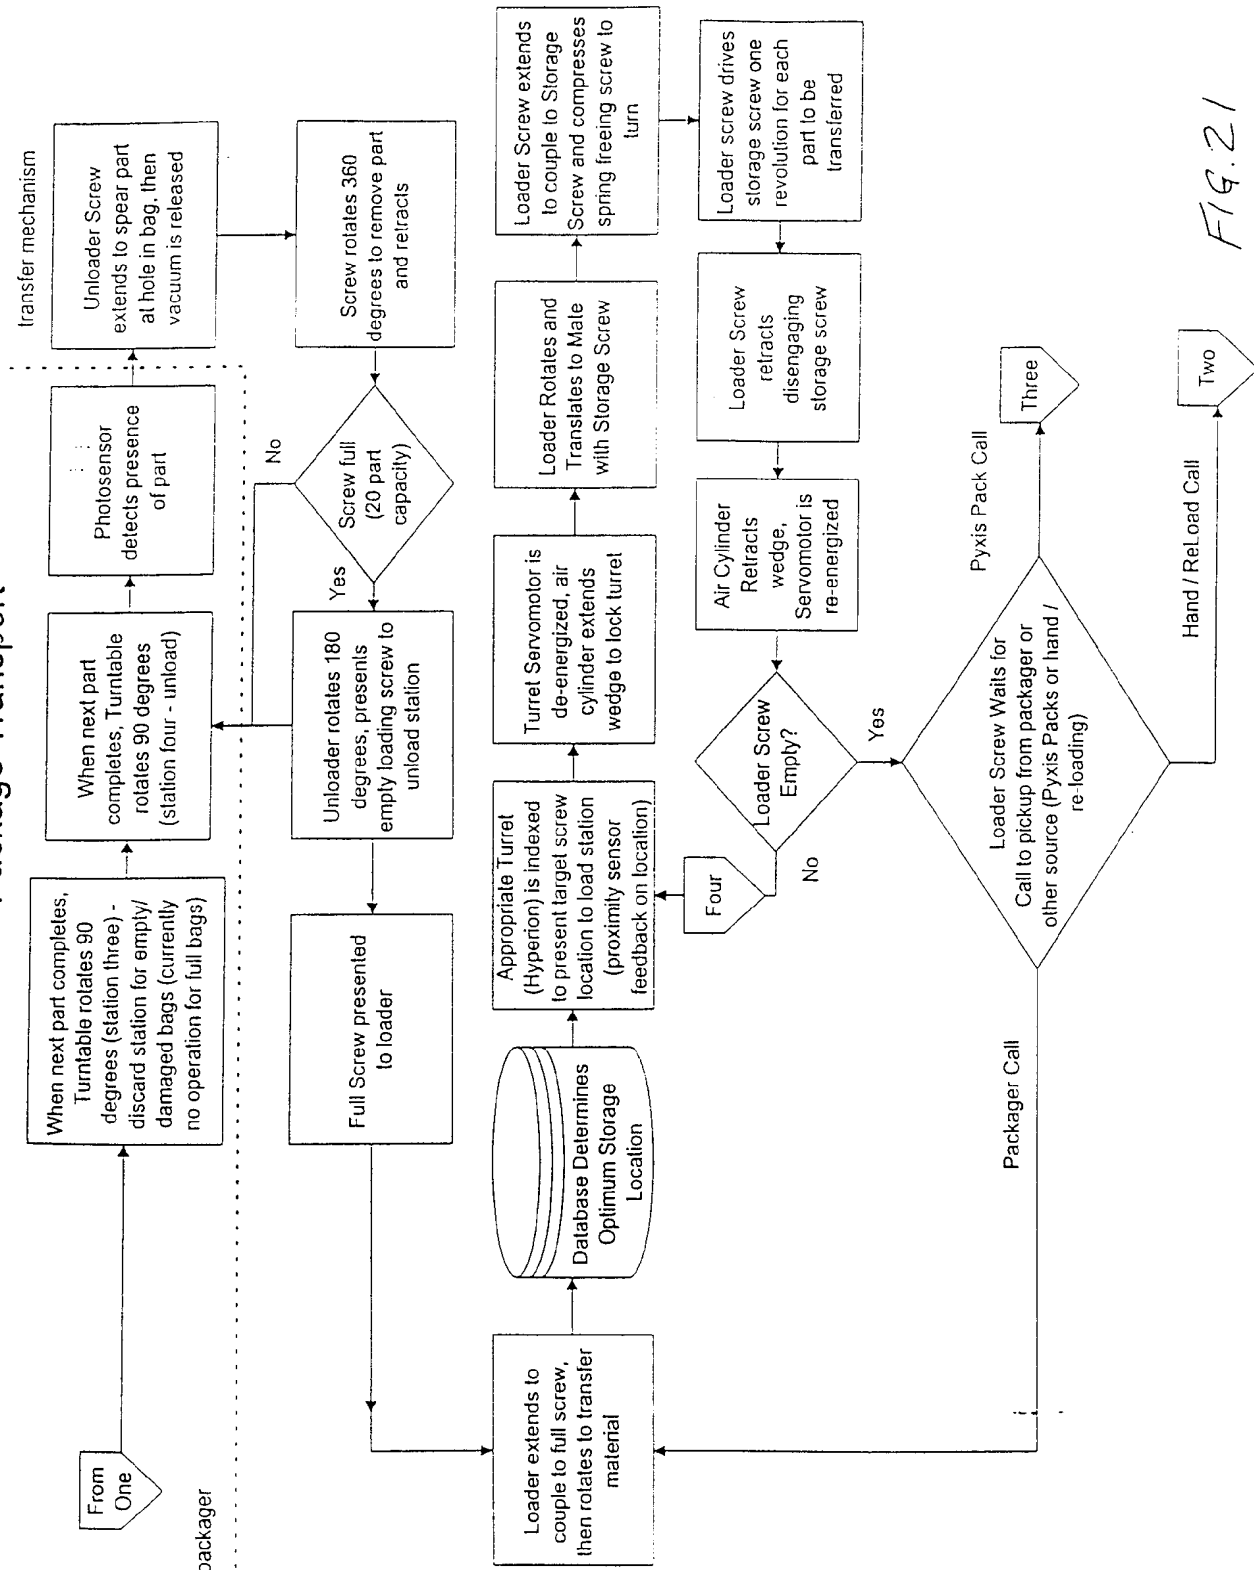 Package Transport
transfer mechanism
packager
From
One
When next part completes,
Turntable rotates 90
degrees (station three) -
discard station for empty/
damaged bags (currently
no operation for full bags)
When next part
completes, Turntable
rotates 90 degrees
(station four - unload)
Photosensor
detects presence
of part
Unloader Screw
extends to spear part
at hole in bag, then
vacuum is released
Screw rotates 360
degrees to remove part
and retracts
Screw full
(20 part
capacity)
No
Yes
Unloader rotates 180
degrees, presents
empty loading screw to
unload station
Full Screw presented
to loader
Loader extends to
couple to full screw,
then rotates to transfer
material
Database Determines
Optimum Storage
Location
Appropriate Turret
(Hyperion) is indexed
to present target screw
location to load station
(proximity sensor
feedback on location)
Turret Servomotor is
de-energized, air
cylinder extends
wedge to lock turret
Loader Rotates and
Translates to Mate
with Storage Screw
Loader Screw extends
to couple to Storage
Screw and compresses
spring freeing screw to
turn
Loader screw drives
storage screw one
revolution for each
part to be
transferred
Loader Screw
retracts
disengaging
storage screw
Air Cylinder
Retracts
wedge,
Servomotor is
re-energized
Loader Screw
Empty?
No
Four
Yes
Loader Screw Waits for
Call to pickup from packager or
other source (Pyxis Packs or hand /
re-loading)
Packager Call
Pyxis Pack Call
Three
Hand / ReLoad Call
Two
FIG. 21